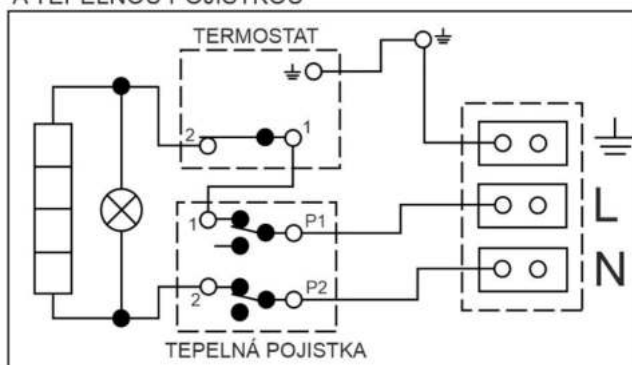 A TEPELNOU POJISTKOU
TERMOSTAT
2
1
1
P1
L
2
P2
N
TEPELNÁ POJISTKA